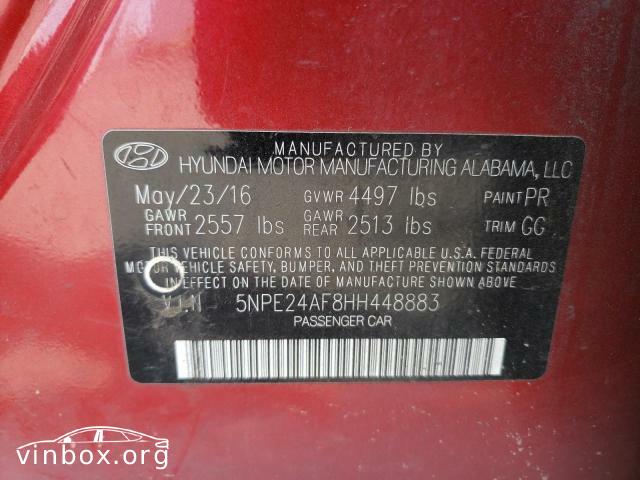 MANUFACTURED BY
HYUNDAI MOTOR MANUFACTURING ALABAMA, LLC
May/23/16 GVWR 4497 lbs PAINT PR
GAWR FRONT 2557 lbs GAWR REAR 2513 lbs TRIM GG
THIS VEHICLE CONFORMS TO ALL APPLICABLE U.S.A. FEDERAL
MOTOR VEHICLE SAFETY, BUMPER, AND THEFT PREVENTION STANDARDS
IN EFFECT ON THE DATE OF MANUFACTURE SHOWN ABOVE
V.I.N 5NPE24AF8HH448883
PASSENGER CAR
vinbox.org